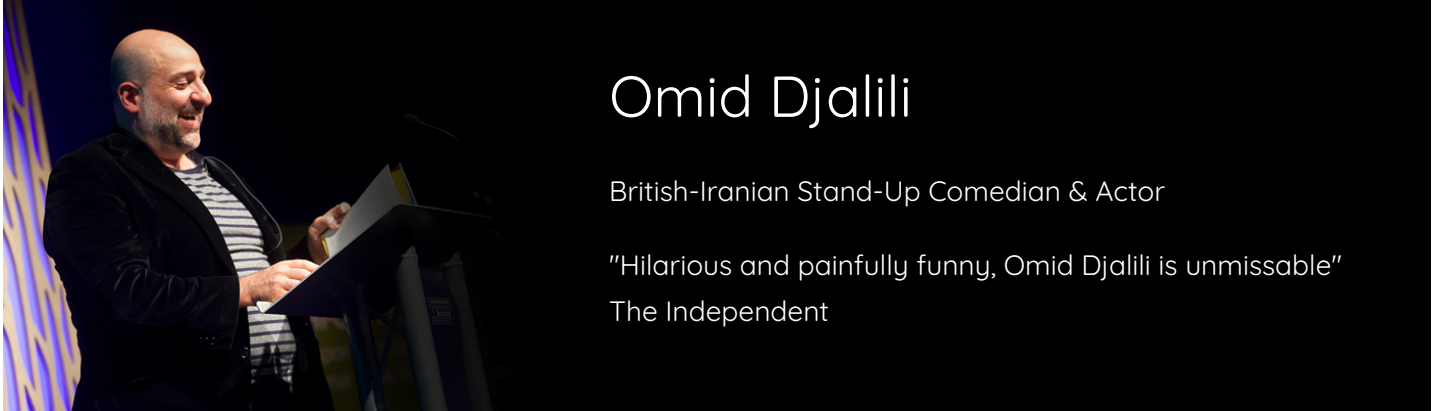 Omid Djalili
British-Iranian Stand-Up Comedian & Actor
"Hilarious and painfully funny, Omid Djalili is unmissable"
The Independent